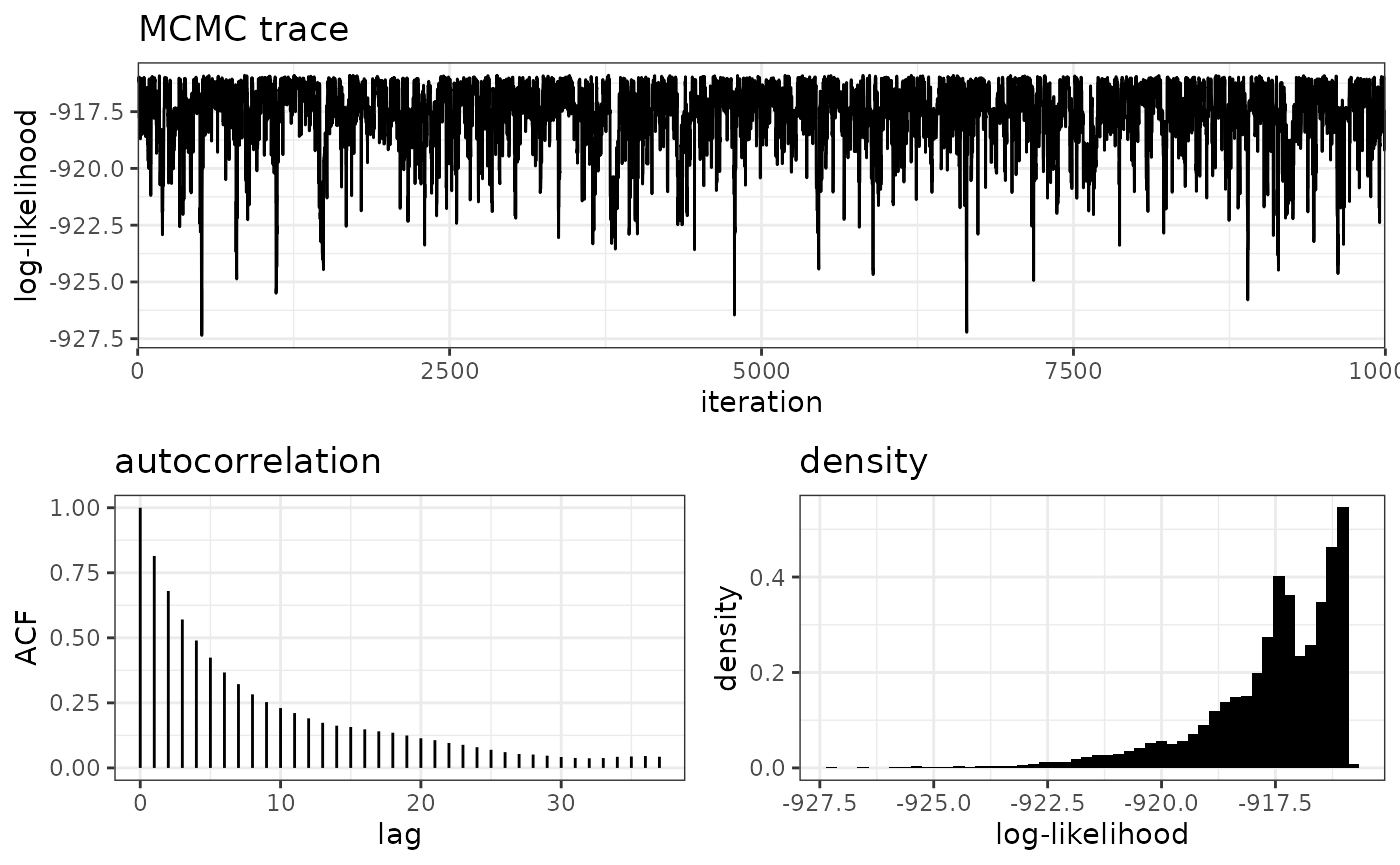 MCMC trace
log-likelihood
-917.5
-920.0
-922.5
-925.0
-927.5
0 2500 5000 7500 1000
iteration
autocorrelation
ACF
1.00
0.75
0.50
0.25
0.00
0 10 20 30
lag
density
density
0.4
0.2
0.0
-927.5 -925.0 -922.5 -920.0 -917.5
log-likelihood